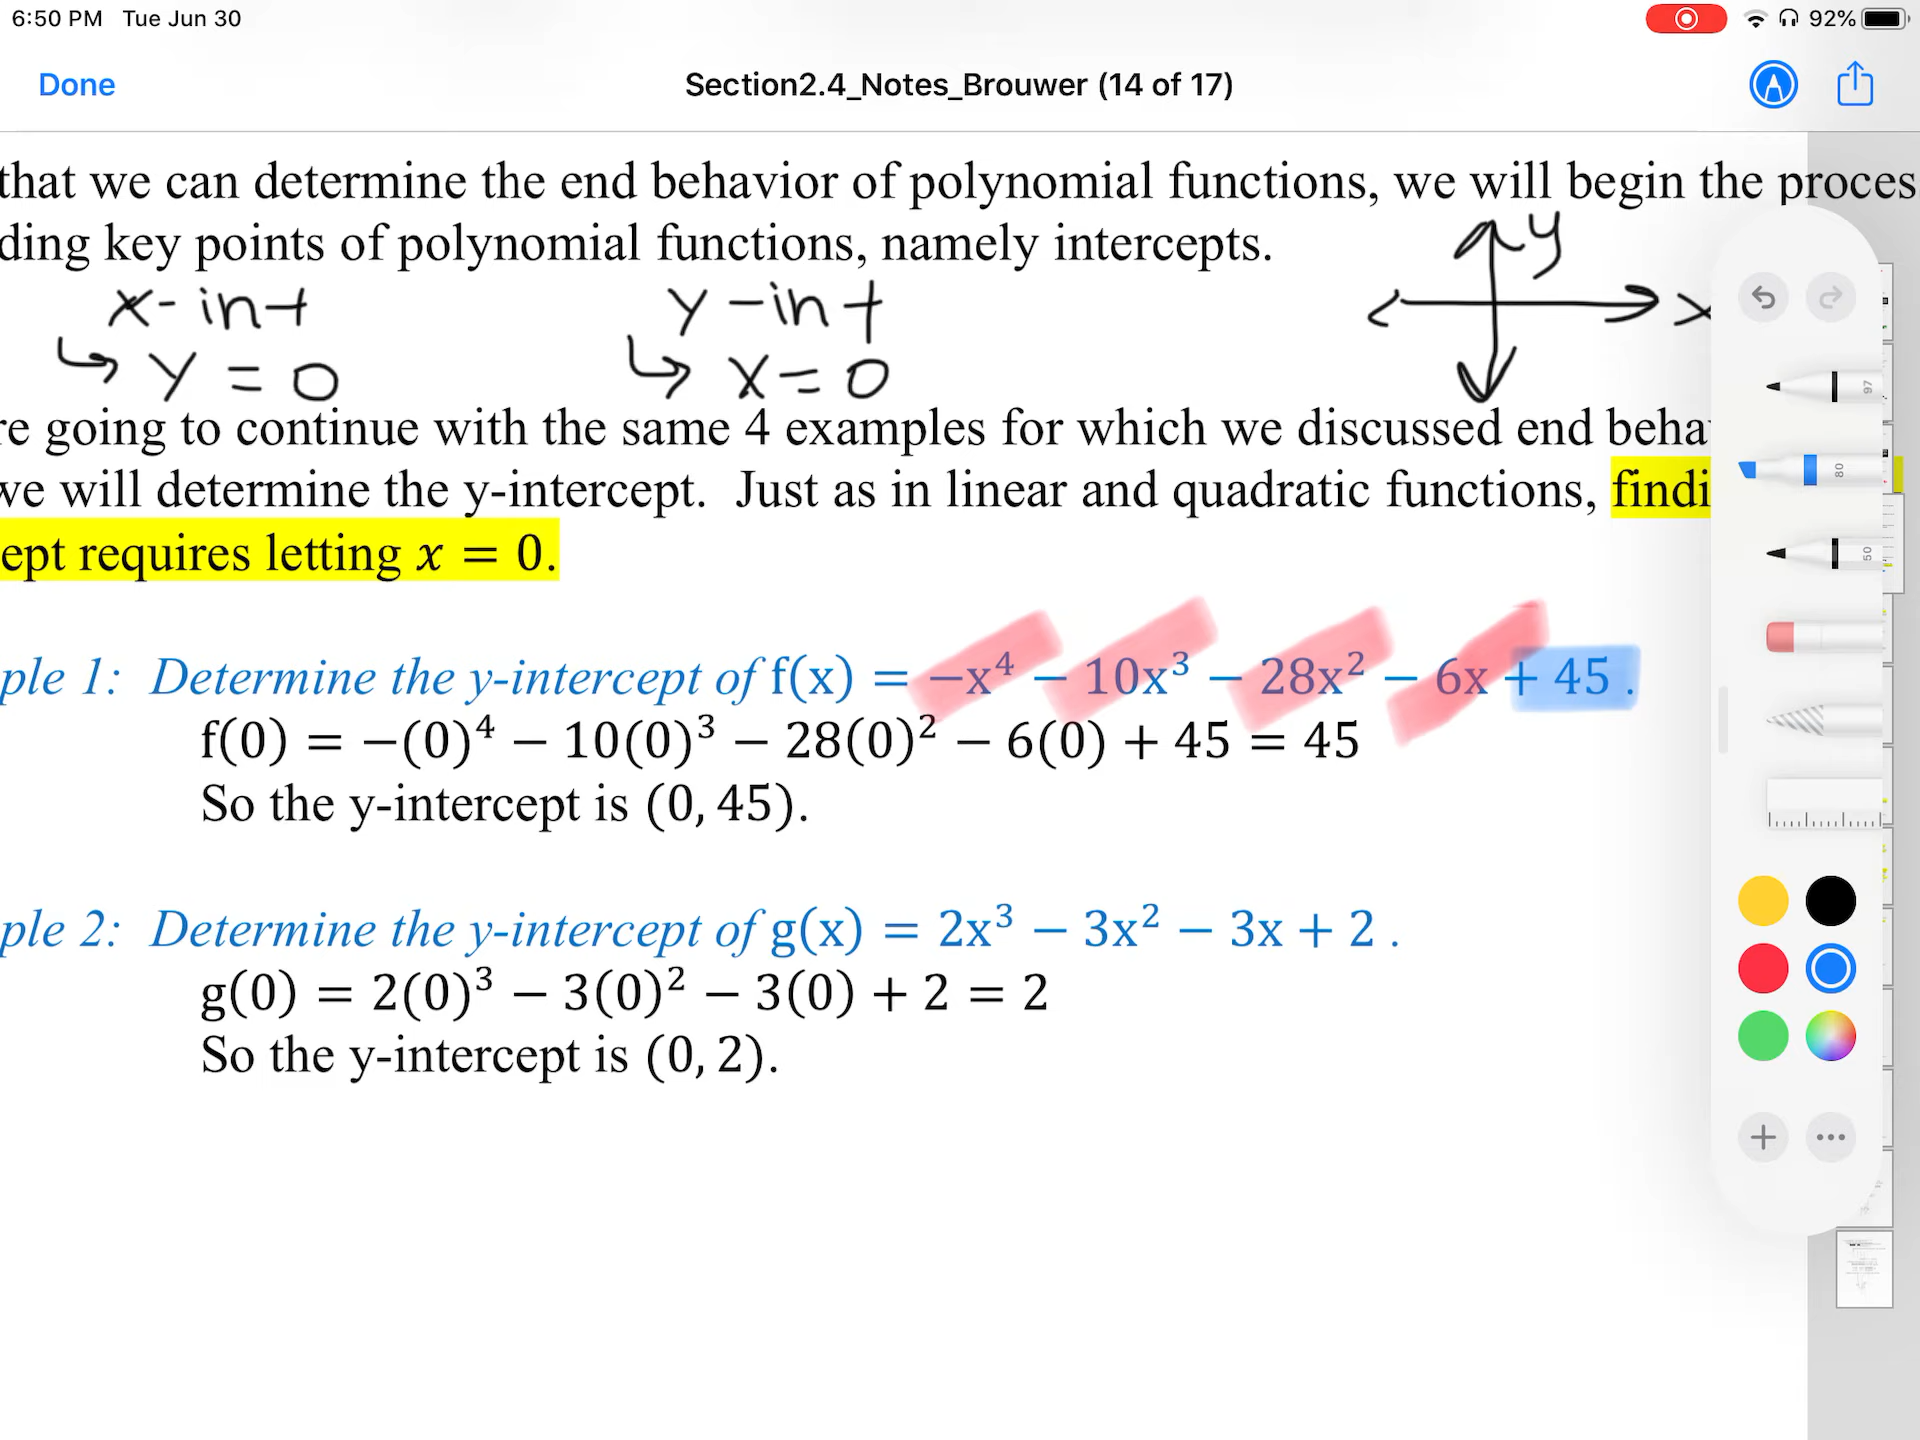 6:50 PM Tue Jun 30 92%
Done Section2.4_Notes_Brouwer (14 of 17)
that we can determine the end behavior of polynomial functions, we will begin the proces
ding key points of polynomial functions, namely intercepts.
y
x-int y-int x
↳ y = 0 ↳ x = 0
re going to continue with the same 4 examples for which we discussed end beha
we will determine the y-intercept. Just as in linear and quadratic functions, findi
ept requires letting x = 0.
ple 1: Determine the y-intercept of f(x) = −x⁴ − 10x³ − 28x² − 6x + 45 .
f(0) = −(0)⁴ − 10(0)³ − 28(0)² − 6(0) + 45 = 45
So the y-intercept is (0, 45).
ple 2: Determine the y-intercept of g(x) = 2x³ − 3x² − 3x + 2 .
g(0) = 2(0)³ − 3(0)² − 3(0) + 2 = 2
So the y-intercept is (0, 2).
97
80
50